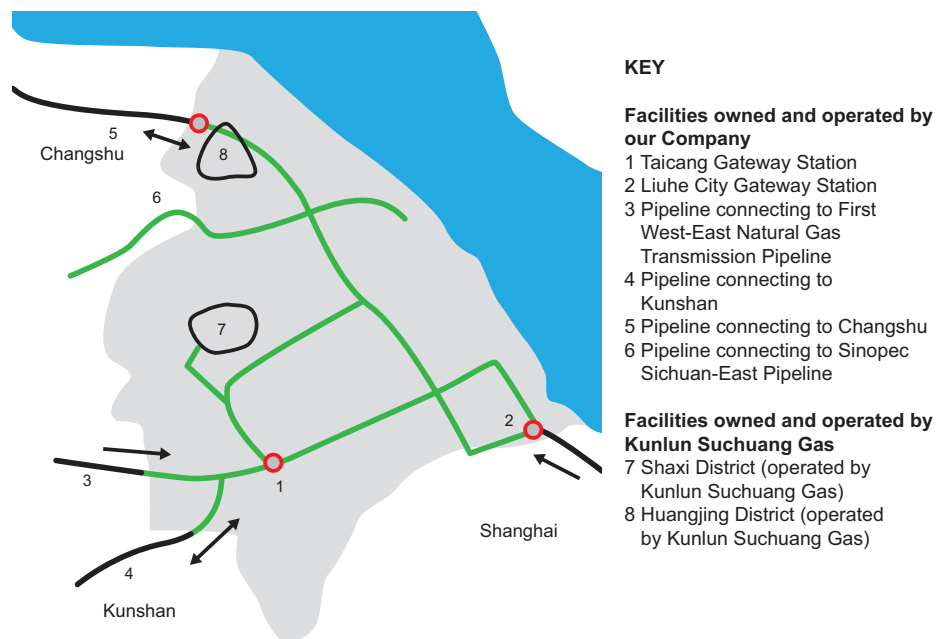 5
Changshu
8
6
7
3
1
2
4
Shanghai
Kunshan
KEY
Facilities owned and operated by
our Company
1 Taicang Gateway Station
2 Liuhe City Gateway Station
3 Pipeline connecting to First
West-East Natural Gas
Transmission Pipeline
4 Pipeline connecting to
Kunshan
5 Pipeline connecting to Changshu
6 Pipeline connecting to Sinopec
Sichuan-East Pipeline
Facilities owned and operated by
Kunlun Suchuang Gas
7 Shaxi District (operated by
Kunlun Suchuang Gas)
8 Huangjing District (operated
by Kunlun Suchuang Gas)